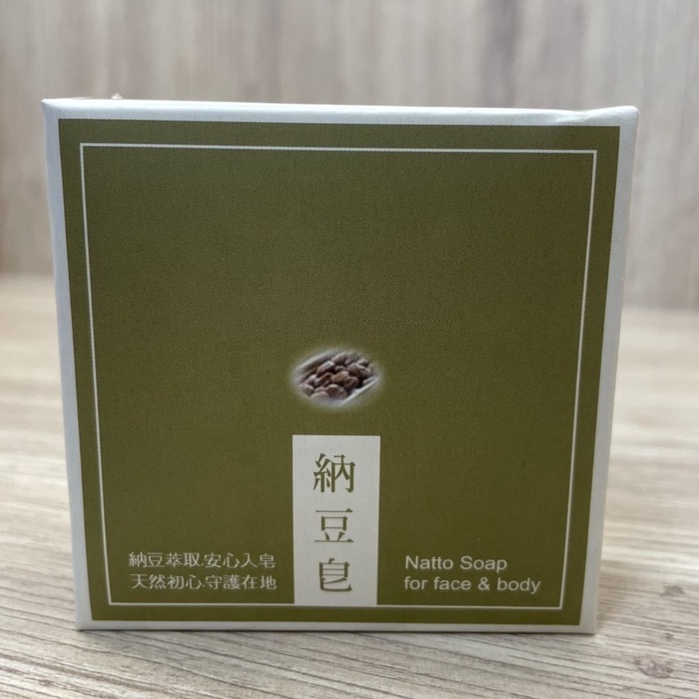 納豆皂
納豆萃取.安心入皂
天然初心.守護在地
Natto Soap
for face & body